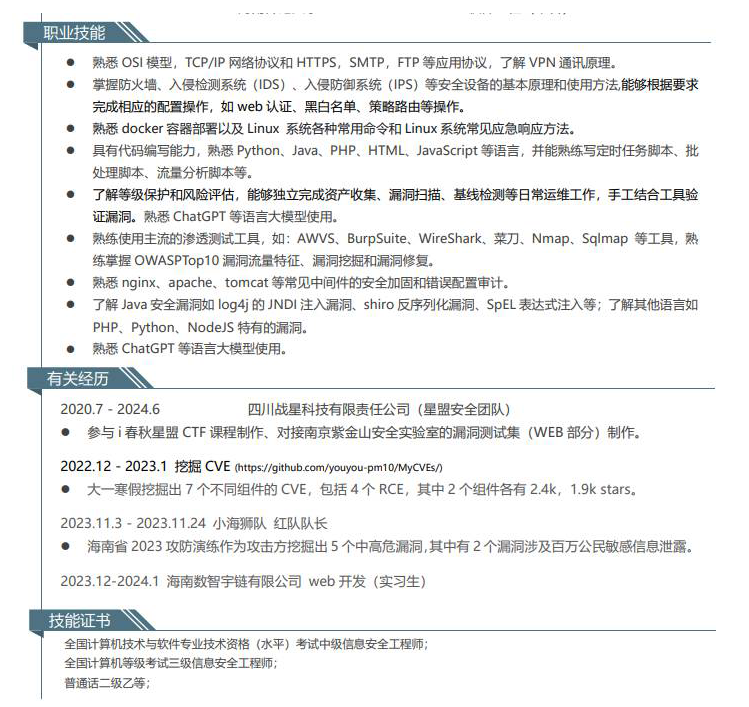 职业技能
● 熟悉 OSI 模型，TCP/IP 网络协议和 HTTPS，SMTP，FTP 等应用协议，了解 VPN 通讯原理。
● 掌握防火墙、入侵检测系统（IDS）、入侵防御系统（IPS）等安全设备的基本原理和使用方法,能够根据要求
完成相应的配置操作，如 web 认证、黑白名单、策略路由等操作。
● 熟悉 docker 容器部署以及 Linux 系统各种常用命令和 Linux 系统常见应急响应方法。
● 具有代码编写能力，熟悉 Python、Java、PHP、HTML、JavaScript 等语言，并能熟练写定时任务脚本、批
处理脚本、流量分析脚本等。
● 了解等级保护和风险评估，能够独立完成资产收集、漏洞扫描、基线检测等日常运维工作，手工结合工具验
证漏洞。熟悉 ChatGPT 等语言大模型使用。
● 熟练使用主流的渗透测试工具，如：AWVS、BurpSuite、WireShark、菜刀、Nmap、Sqlmap 等工具，熟
练掌握 OWASPTop10 漏洞流量特征、漏洞挖掘和漏洞修复。
● 熟悉 nginx、apache、tomcat 等常见中间件的安全加固和错误配置审计。
● 了解 Java 安全漏洞如 log4j 的 JNDI 注入漏洞、shiro 反序列化漏洞、SpEL 表达式注入等；了解其他语言如
PHP、Python、NodeJS 特有的漏洞。
● 熟悉 ChatGPT 等语言大模型使用。
有关经历
2020.7 - 2024.6 四川战星科技有限责任公司（星盟安全团队）
● 参与 i 春秋星盟 CTF 课程制作、对接南京紫金山安全实验室的漏洞测试集（WEB 部分）制作。
2022.12 - 2023.1 挖掘 CVE (https://github.com/youyou-pm10/MyCVEs/)
● 大一寒假挖掘出 7 个不同组件的 CVE，包括 4 个 RCE，其中 2 个组件各有 2.4k，1.9k stars。
2023.11.3 - 2023.11.24 小海狮队 红队队长
● 海南省 2023 攻防演练作为攻击方挖掘出 5 个中高危漏洞,其中有 2 个漏洞涉及百万公民敏感信息泄露。
2023.12-2024.1 海南数智宇链有限公司 web 开发（实习生）
技能证书
全国计算机技术与软件专业技术资格（水平）考试中级信息安全工程师；
全国计算机等级考试三级信息安全工程师；
普通话二级乙等；